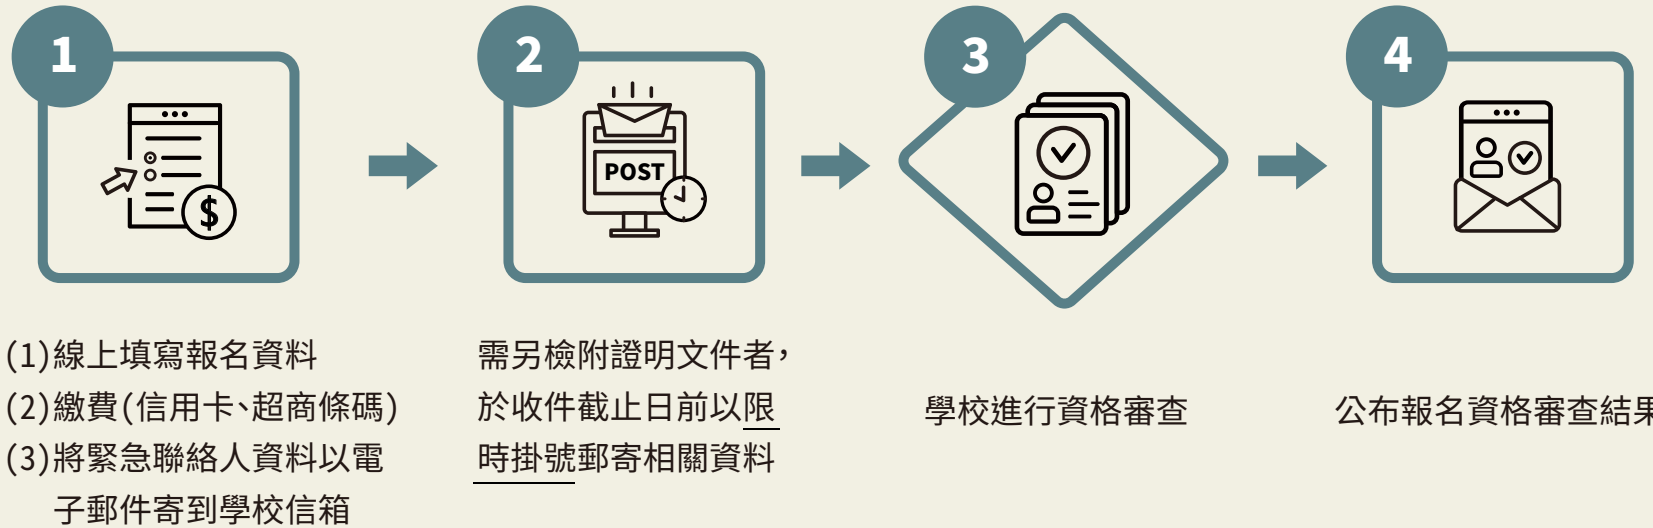 1
(1)線上填寫報名資料
(2)繳費(信用卡、超商條碼)
(3)將緊急聯絡人資料以電
子郵件寄到學校信箱
2
POST
需另檢附證明文件者，
於收件截止日前以限
時掛號郵寄相關資料
3
學校進行資格審查
4
公布報名資格審查結果
$